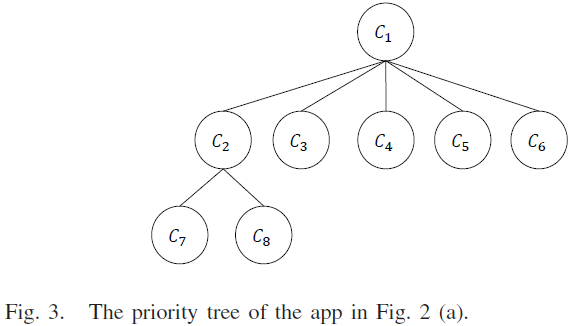 C1
C2 C3 C4 C5 C6
C7 C8
Fig. 3. The priority tree of the app in Fig. 2 (a).